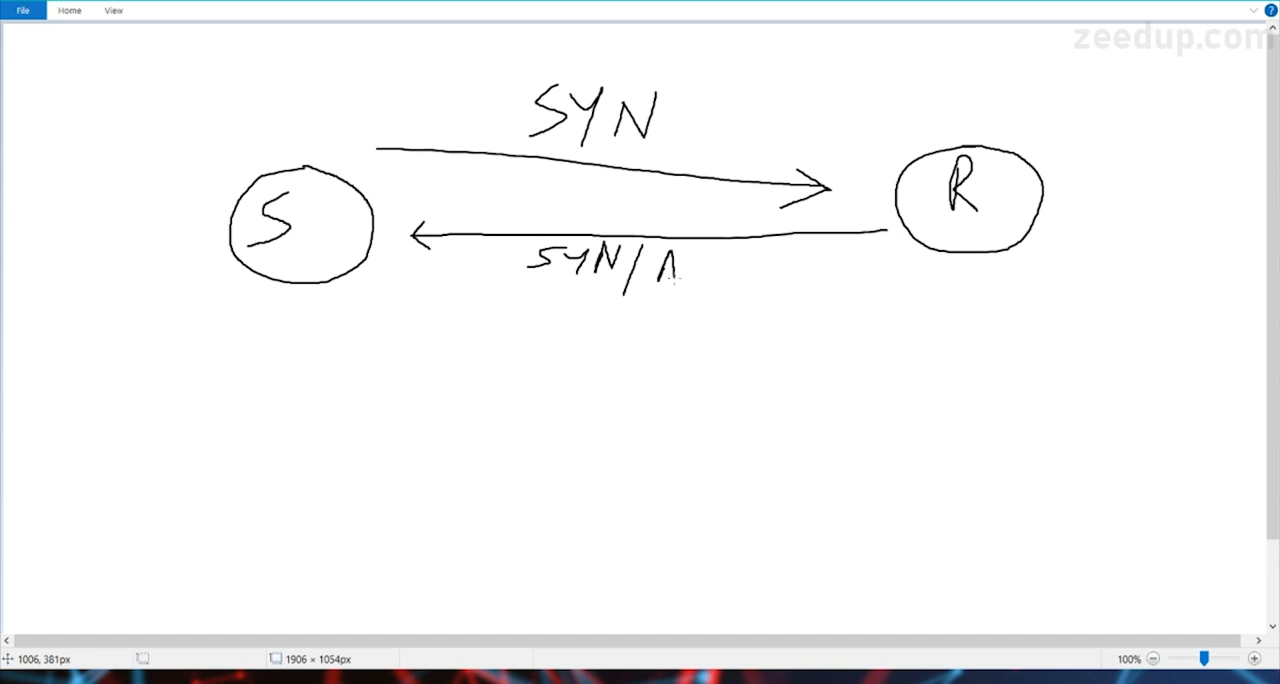 File Home View
zeedup.com
SYN
S
R
SYN/A
1006, 381px
1906 × 1054px
100%